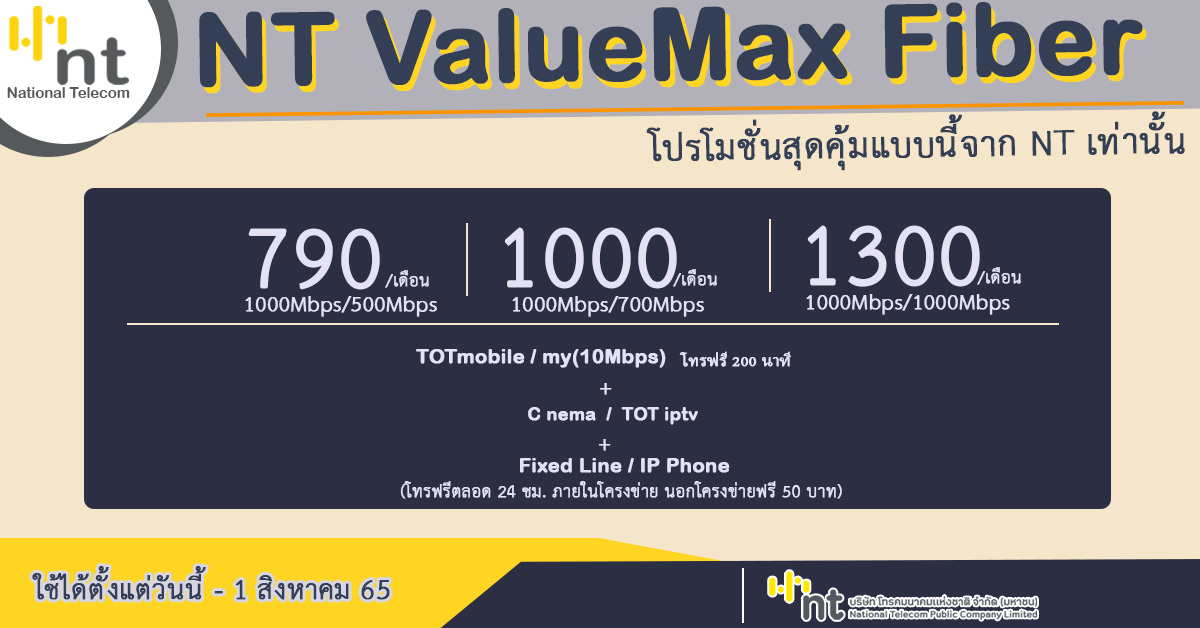 nt
National Telecom
NT ValueMax Fiber
โปรโมชั่นสุดคุ้มแบบนี้จาก NT เท่านั้น
790/เดือน
1000Mbps/500Mbps
1000/เดือน
1000Mbps/700Mbps
1300/เดือน
1000Mbps/1000Mbps
TOTmobile / my(10Mbps) โทรฟรี 200 นาที
+
C nema / TOT iptv
+
Fixed Line / IP Phone
(โทรฟรีตลอด 24 ชม. ภายในโครงข่าย นอกโครงข่ายฟรี 50 บาท)
ใช้ได้ตั้งแต่วันนี้ - 1 สิงหาคม 65
nt
บริษัท โทรคมนาคมแห่งชาติ จำกัด (มหาชน)
National Telecom Public Company Limited